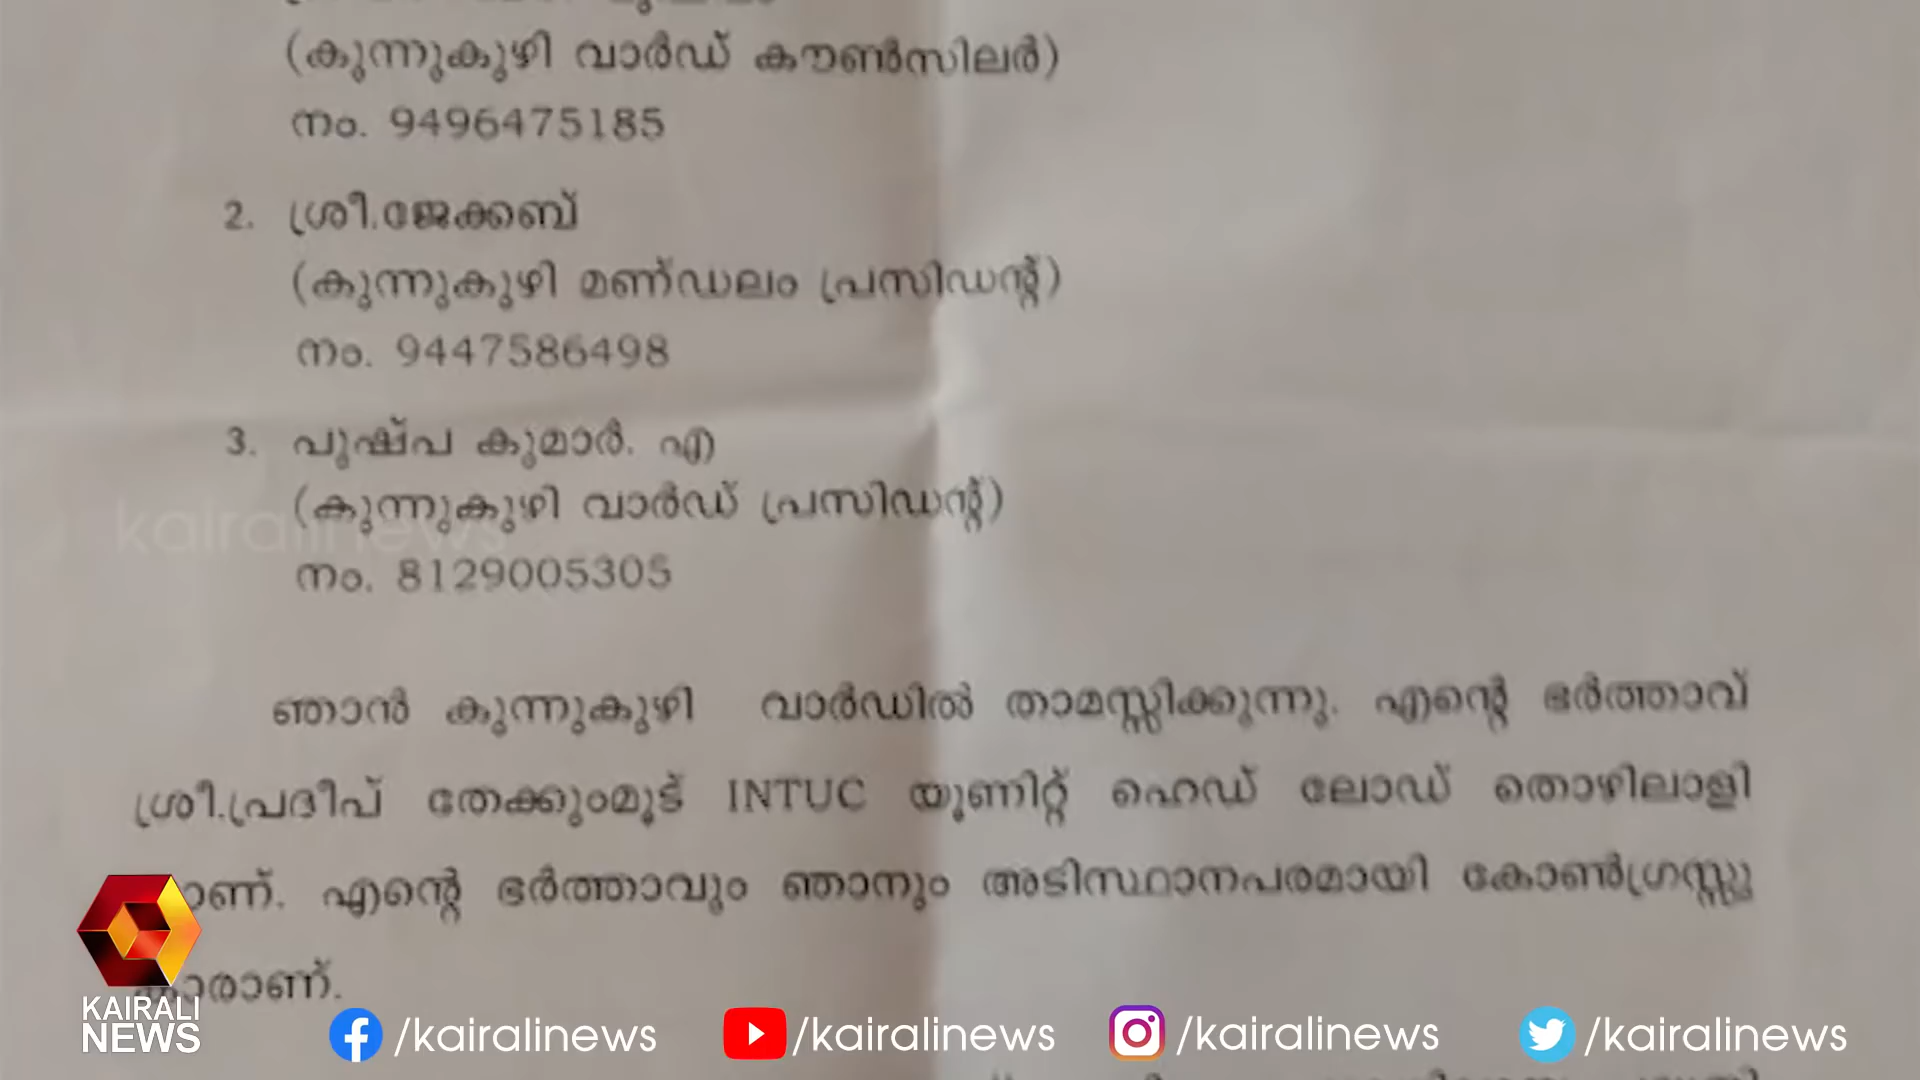 (കുന്നുകുഴി വാർഡ് കൗൺസിലർ)
നം. 9496475185
2. ശ്രീ.ജേക്കബ്
(കുന്നുകുഴി മണ്ഡലം പ്രസിഡന്റ്)
നം. 9447586498
3. പുഷ്പ കുമാർ. എ
(കുന്നുകുഴി വാർഡ് പ്രസിഡന്റ്)
kairalinews
നം. 8129005305
ഞാൻ കുന്നുകുഴി വാർഡിൽ താമസ്സിക്കുന്നു. എന്റെ ഭർത്താവ്
ശ്രീ.പ്രദീപ് തേക്കുംമൂട് INTUC യൂണിറ്റ് ഹെഡ് ലോഡ് തൊഴിലാളി
ാണ്. എന്റെ ഭർത്താവും ഞാനും അടിസ്ഥാനപരമായി കോൺഗ്രസ്സു
കാരാണ്.
KAIRALI
NEWS
/kairalinews /kairalinews /kairalinews /kairalinews